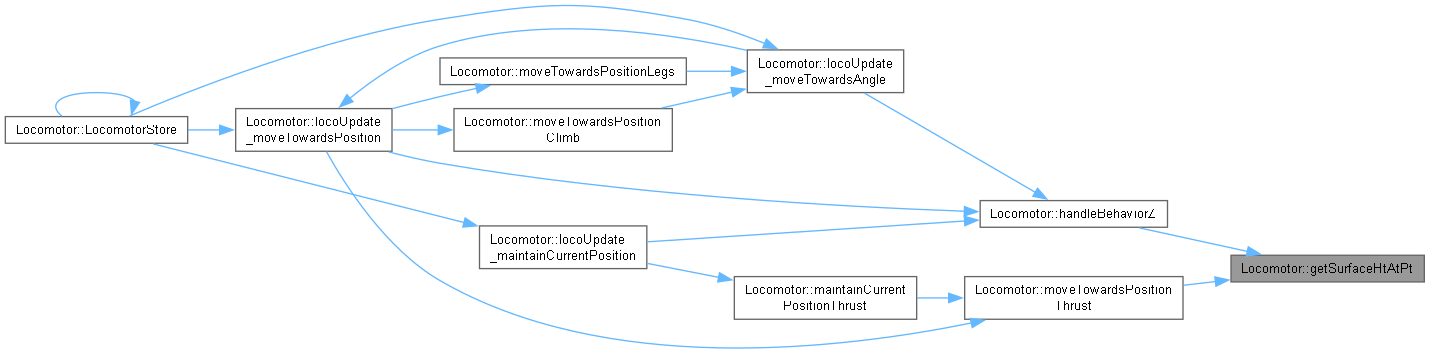 Locomotor::locoUpdate
_moveTowardsAngle
Locomotor::moveTowardsPositionLegs
Locomotor::LocomotorStore
Locomotor::locoUpdate
_moveTowardsPosition
Locomotor::moveTowardsPosition
Climb
Locomotor::handleBehaviorZ
Locomotor::locoUpdate
_maintainCurrentPosition
Locomotor::getSurfaceHtAtPt
Locomotor::maintainCurrent
PositionThrust
Locomotor::moveTowardsPosition
Thrust